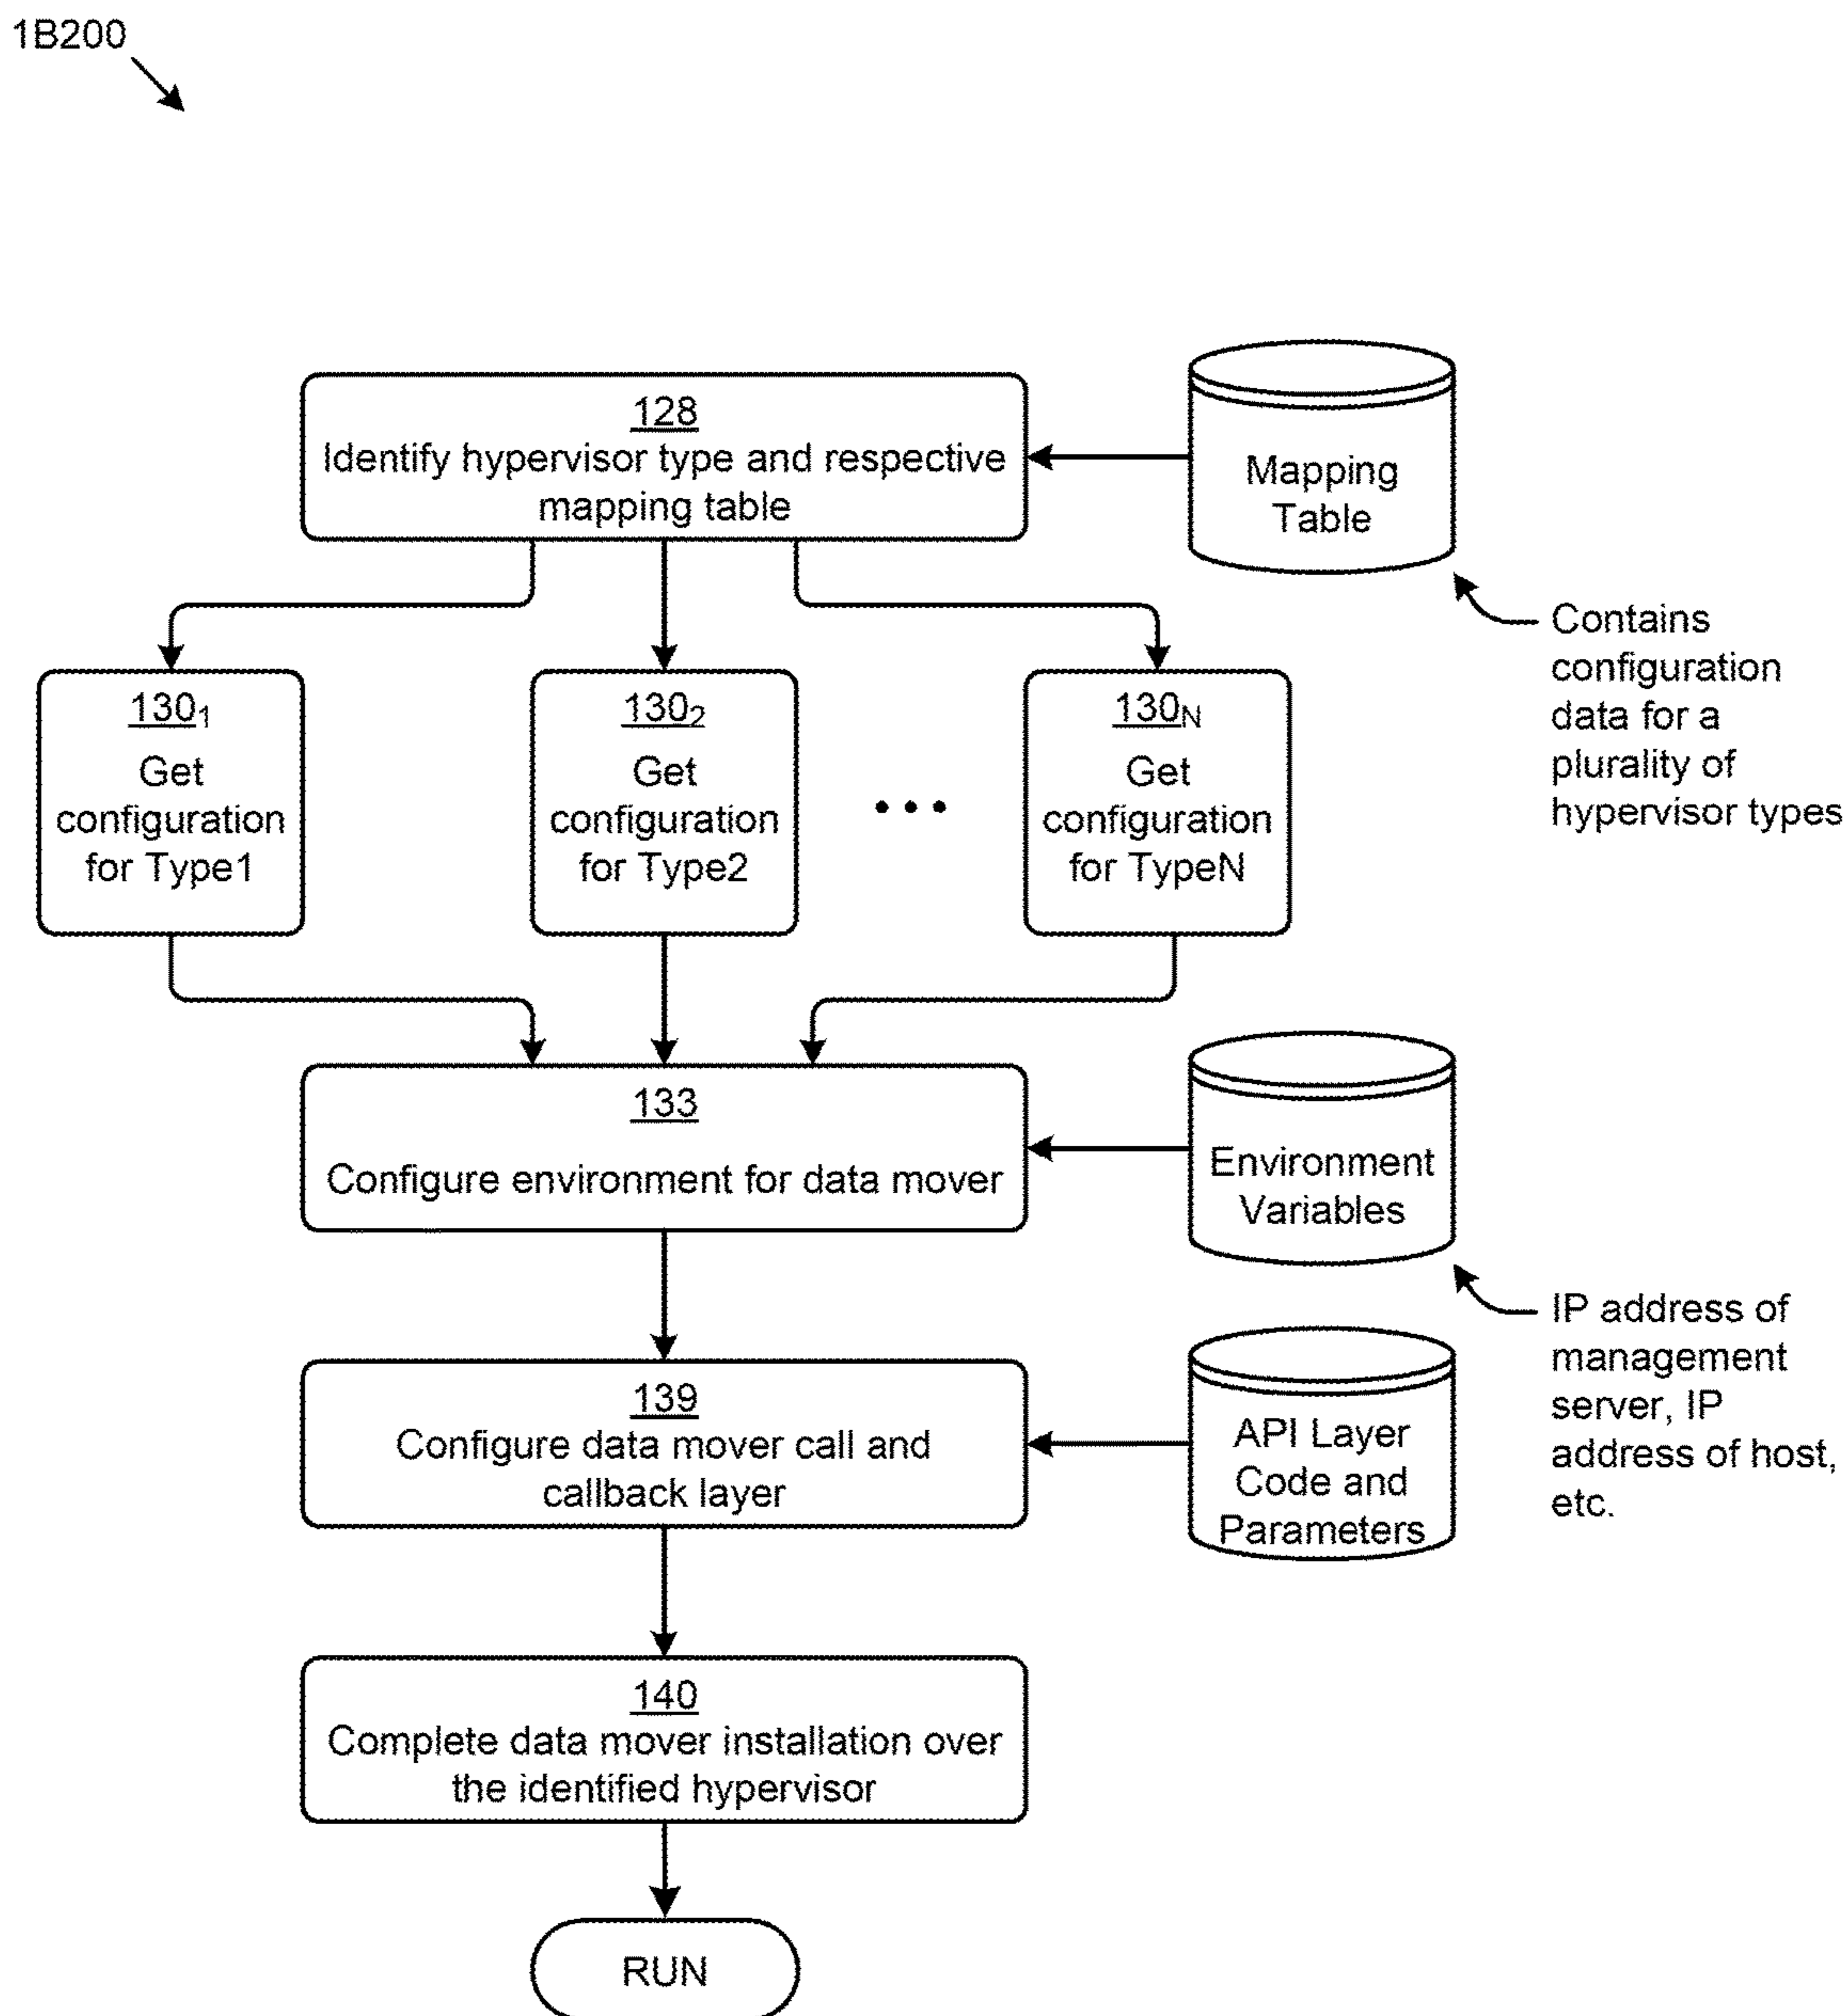 1B200
128
Identify hypervisor type and respective
mapping table
Mapping
Table
Contains
configuration
data for a
plurality of
hypervisor types
130₁
Get
configuration
for Type1
130₂
Get
configuration
for Type2
•••
130N
Get
configuration
for TypeN
133
Configure environment for data mover
Environment
Variables
IP address of
management
server, IP
address of host,
etc.
139
Configure data mover call and
callback layer
API Layer
Code and
Parameters
140
Complete data mover installation over
the identified hypervisor
RUN